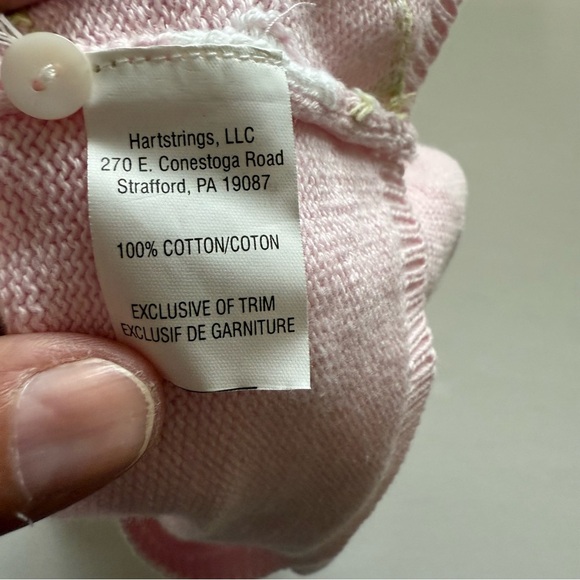 Hartstrings, LLC
270 E. Conestoga Road
Strafford, PA 19087
100% COTTON/COTON
EXCLUSIVE OF TRIM
EXCLUSIF DE GARNITURE